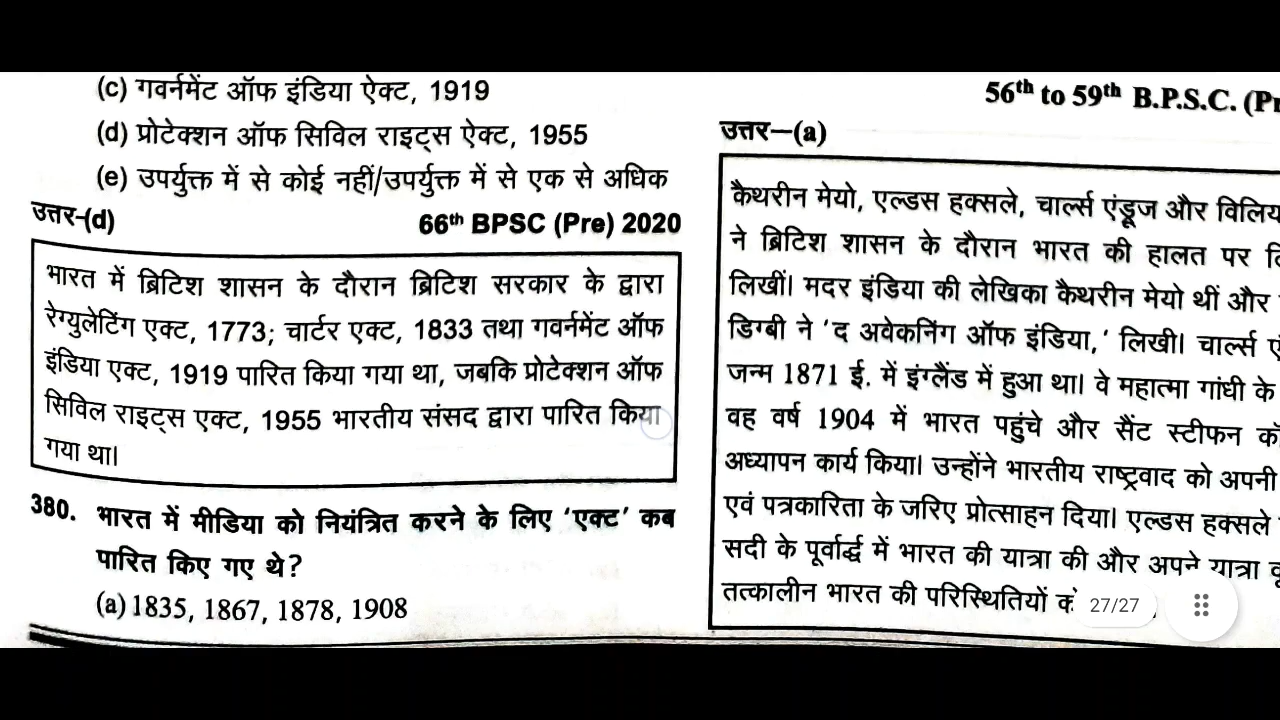 (c) गवर्नमेंट ऑफ इंडिया ऐक्ट, 1919
(d) प्रोटेक्शन ऑफ सिविल राइट्स ऐक्ट, 1955
(e) उपर्युक्त में से कोई नहीं/उपर्युक्त में से एक से अधिक
उत्तर-(d) 66th BPSC (Pre) 2020
भारत में ब्रिटिश शासन के दौरान ब्रिटिश सरकार के द्वारा
रेग्युलेटिंग एक्ट, 1773; चार्टर एक्ट, 1833 तथा गवर्नमेंट ऑफ
इंडिया एक्ट, 1919 पारित किया गया था, जबकि प्रोटेक्शन ऑफ
सिविल राइट्स एक्ट, 1955 भारतीय संसद द्वारा पारित किया
गया था।
380. भारत में मीडिया को नियंत्रित करने के लिए 'एक्ट' कब
पारित किए गए थे?
(a) 1835, 1867, 1878, 1908
56th to 59th B.P.S.C. (Pr
उत्तर–(a)
कैथरीन मेयो, एल्डस हक्सले, चार्ल्स एंड्रूज और विलिय
ने ब्रिटिश शासन के दौरान भारत की हालत पर
लिखीं। मदर इंडिया की लेखिका कैथरीन मेयो थीं और
डिग्बी ने 'द अवेकनिंग ऑफ इंडिया,' लिखी। चार्ल्स एं
जन्म 1871 ई. में इंग्लैंड में हुआ था। वे महात्मा गांधी के
वह वर्ष 1904 में भारत पहुंचे और सैंट स्टीफन कॉ
अध्यापन कार्य किया। उन्होंने भारतीय राष्ट्रवाद को अपनी
एवं पत्रकारिता के जरिए प्रोत्साहन दिया। एल्डस हक्सले
सदी के पूर्वार्द्ध में भारत की यात्रा की और अपने यात्रा वृ
तत्कालीन भारत की परिस्थितियों
27/27